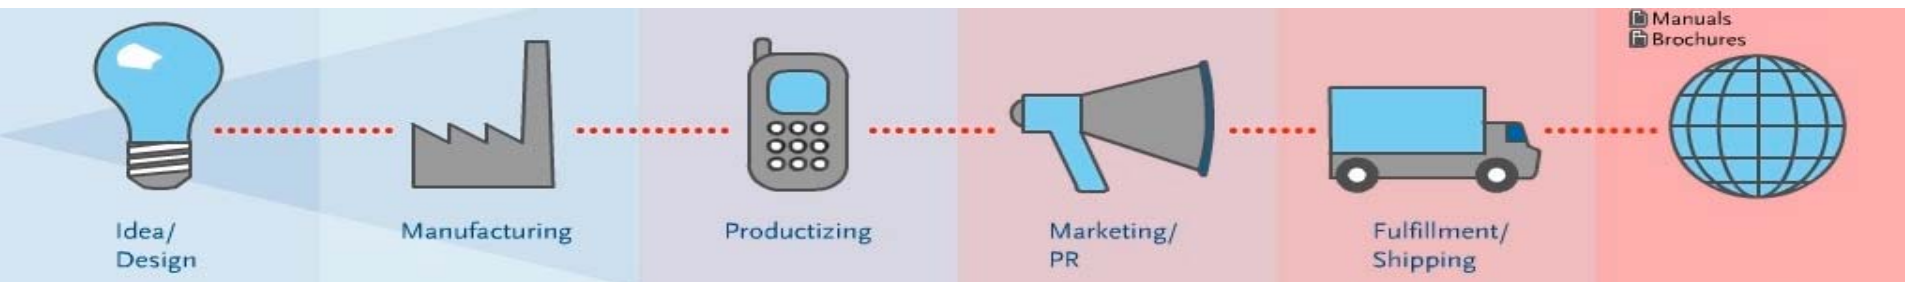 Manuals
Brochures
Idea/
Design
Manufacturing
Productizing
Marketing/
PR
Fulfillment/
Shipping